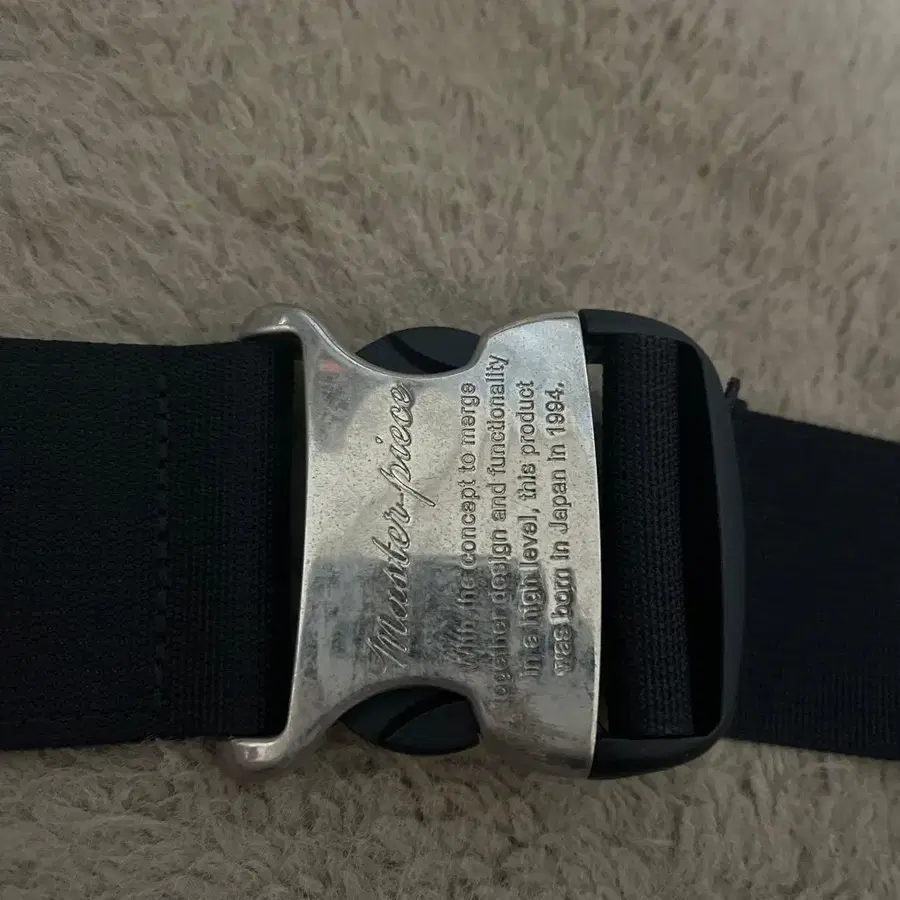 Master-piece
With the concept to merge
together design and functionality
in a high level, this product
was born in Japan in 1994.